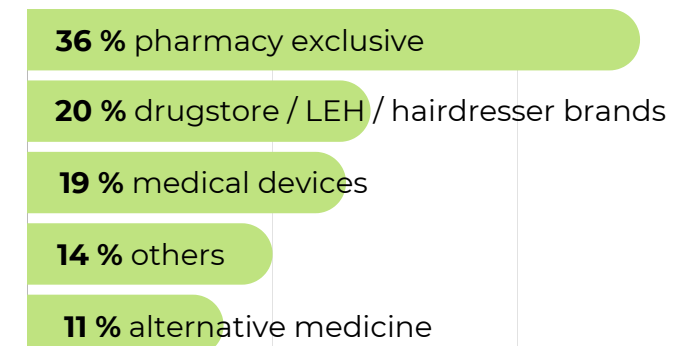 36 % pharmacy exclusive
20 % drugstore / LEH / hairdresser brands
19 % medical devices
14 % others
11 % alternative medicine